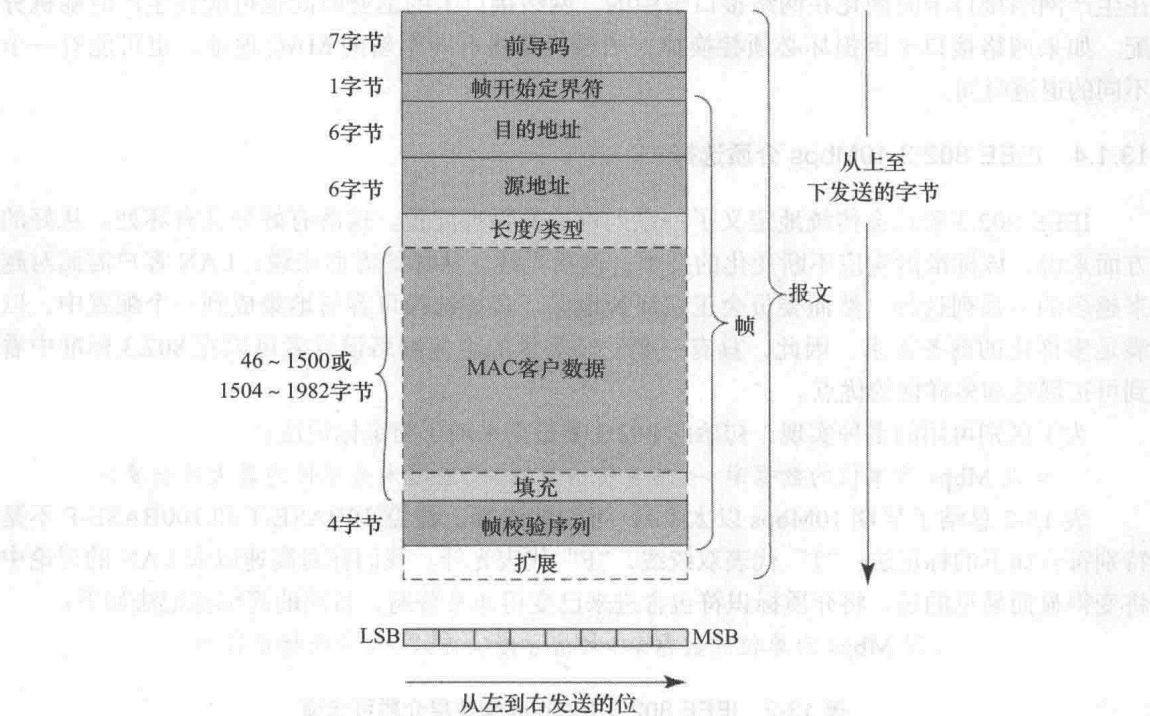 7字节
前导码
1字节
帧开始定界符
6字节
目的地址
6字节
源地址
长度/类型
46~1500或
1504~1982字节
MAC客户数据
填充
4字节
帧校验序列
扩展
帧
报文
从上至
下发送的字节
LSB
MSB
从左到右发送的位